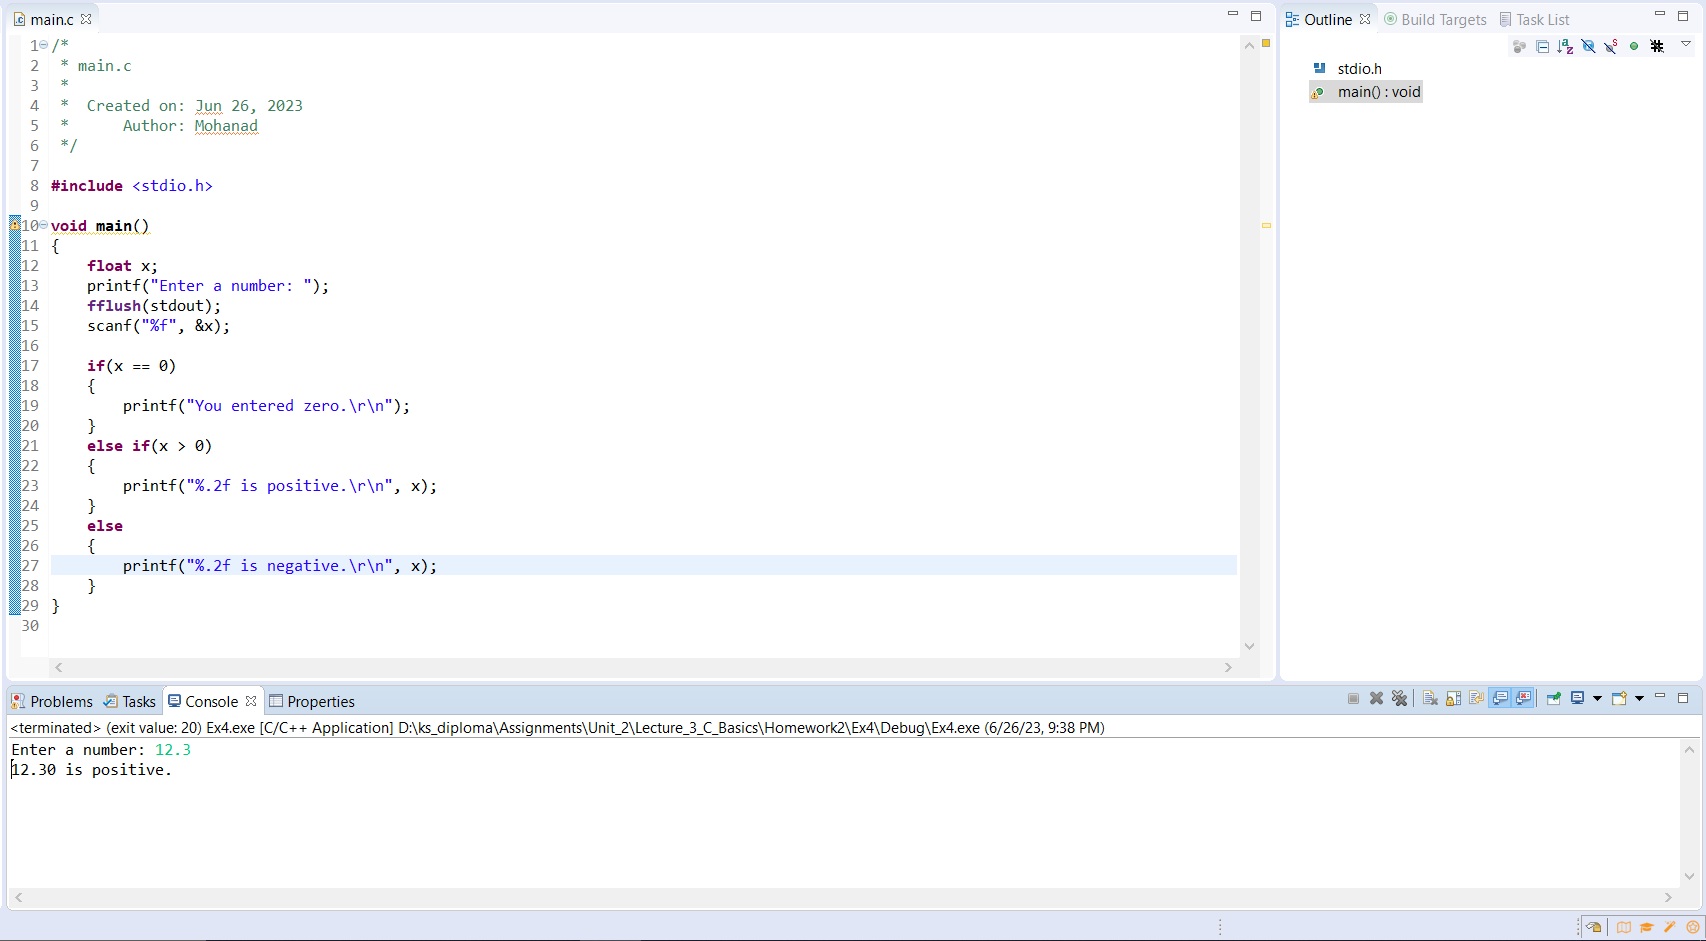 main.c
1 /*
2  * main.c
3  *
4  *  Created on: Jun 26, 2023
5  *      Author: Mohanad
6  */
7
8 #include <stdio.h>
9
10 void main()
11 {
12     float x;
13     printf("Enter a number: ");
14     fflush(stdout);
15     scanf("%f", &x);
16
17     if(x == 0)
18     {
19         printf("You entered zero.\r\n");
20     }
21     else if(x > 0)
22     {
23         printf("%.2f is positive.\r\n", x);
24     }
25     else
26     {
27         printf("%.2f is negative.\r\n", x);
28     }
29 }
30
Outline Build Targets Task List
stdio.h
main() : void
Problems Tasks Console Properties
<terminated> (exit value: 20) Ex4.exe [C/C++ Application] D:\ks_diploma\Assignments\Unit_2\Lecture_3_C_Basics\Homework2\Ex4\Debug\Ex4.exe (6/26/23, 9:38 PM)
Enter a number: 12.3
12.30 is positive.